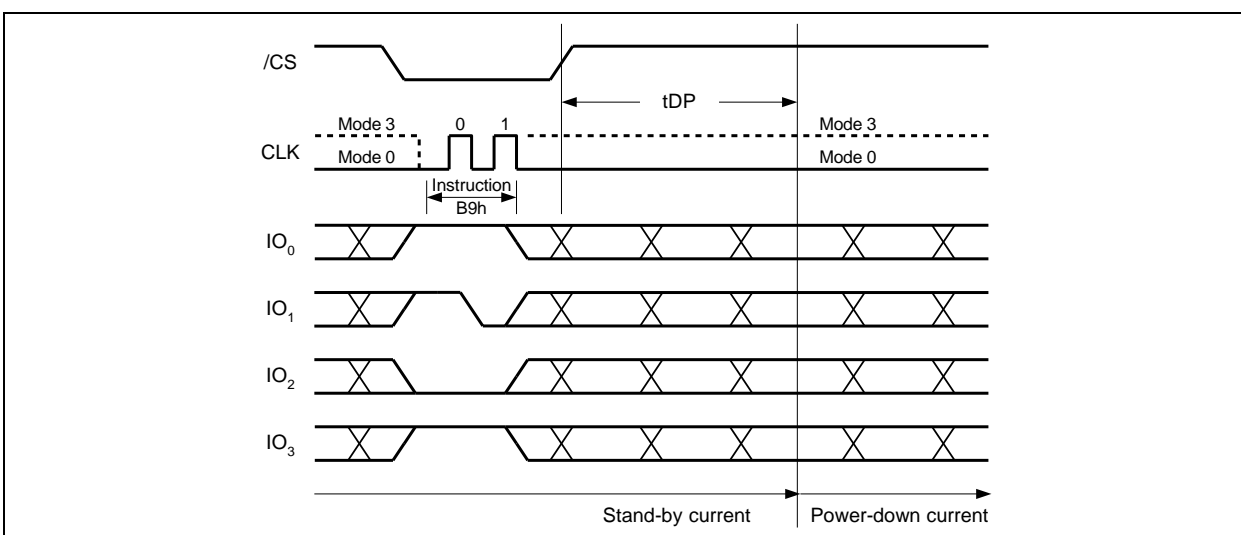 /CS
tDP
Mode 3 0 1 Mode 3
CLK Mode 0 Mode 0
Instruction
B9h
IO0
IO1
IO2
IO3
Stand-by current Power-down current